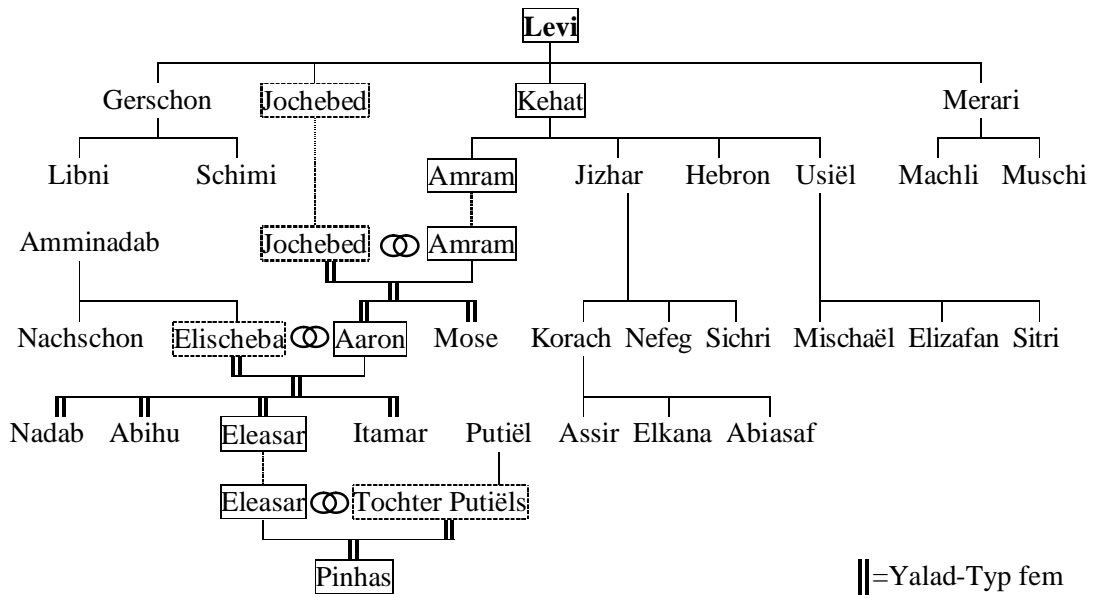 Levi
Gerschon Jochebed Kehat Merari
Libni Schimi Amram Jizhar Hebron Usiël Machli Muschi
Amminadab Jochebed Amram
Nachschon Elischeba Aaron Mose Korach Nefeg Sichri Mischaël Elizafan Sitri
Nadab Abihu Eleasar Itamar Putiël Assir Elkana Abiasaf
Eleasar Tochter Putiëls
Pinhas =Yalad-Typ fem